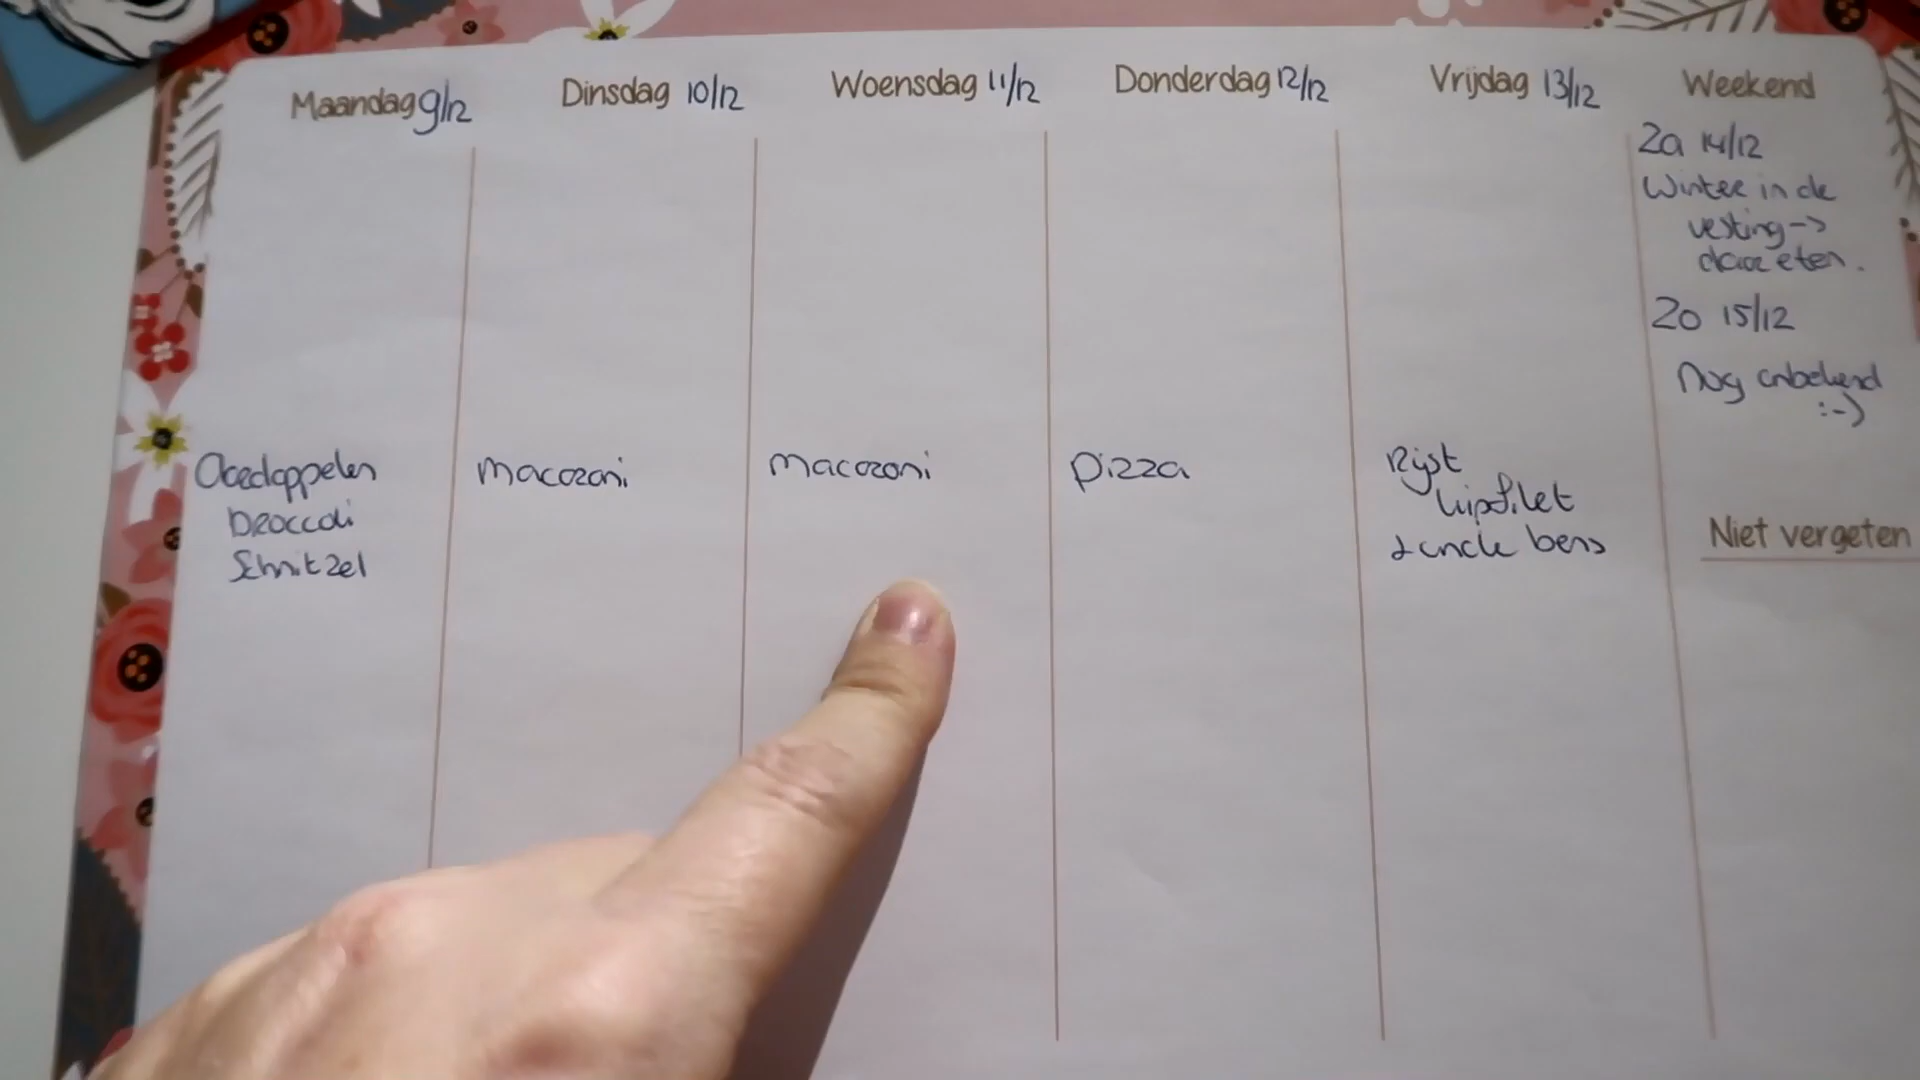 Maandag 9/12
Dinsdag 10/12
Woensdag 11/12
Donderdag 12/12
Vrijdag 13/12
Weekend
Aardappelen
Broccoli
Schnitzel
Macaroni
Macaroni
Pizza
Rijst
kipfilet
& uncle bens
Za 14/12
Winter in de
vesting ->
daar eten.
Zo 15/12
Nog onbekend
:-)
Niet vergeten